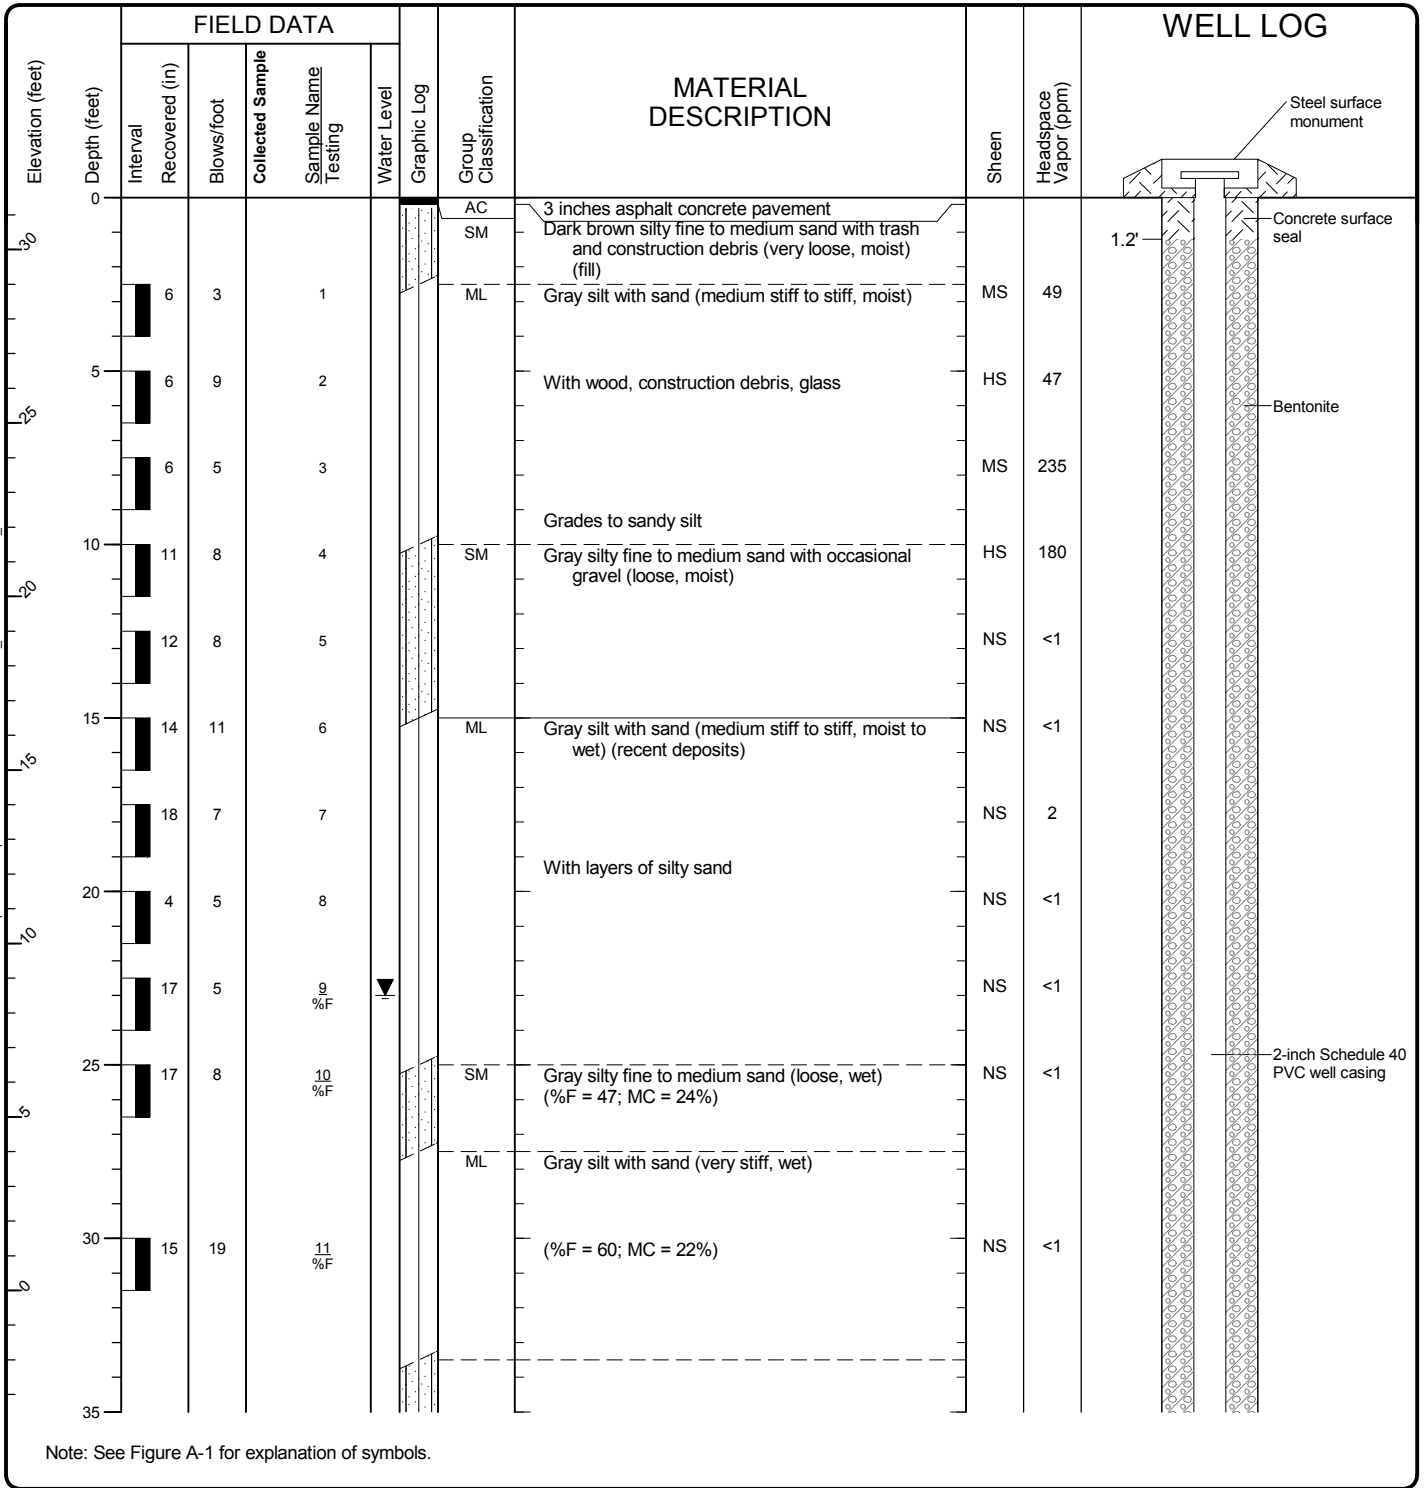 FIELD DATA
WELL LOG
Elevation (feet)
Depth (feet)
Interval
Recovered (in)
Blows/foot
Collected Sample
Sample Name
Testing
Water Level
Graphic Log
Group
Classification
MATERIAL
DESCRIPTION
Sheen
Headspace
Vapor (ppm)
Steel surface
monument
0
AC
3 inches asphalt concrete pavement
Concrete surface
seal
SM
Dark brown silty fine to medium sand with trash
and construction debris (very loose, moist)
(fill)
30
1.2'
6 3 1
ML
Gray silt with sand (medium stiff to stiff, moist)
MS 49
5
6 9 2
With wood, construction debris, glass
HS 47
25
Bentonite
6 5 3
MS 235
Grades to sandy silt
10
11 8 4
SM
Gray silty fine to medium sand with occasional
gravel (loose, moist)
HS 180
20
12 8 5
NS <1
15
14 11 6
ML
Gray silt with sand (medium stiff to stiff, moist to
wet) (recent deposits)
NS <1
15
18 7 7
NS 2
With layers of silty sand
20
4 5 8
NS <1
10
17 5 9
%F
NS <1
25
17 8 10
%F
SM
Gray silty fine to medium sand (loose, wet)
(%F = 47; MC = 24%)
NS <1
2-inch Schedule 40
PVC well casing
5
ML
Gray silt with sand (very stiff, wet)
30
15 19 11
%F
(%F = 60; MC = 22%)
NS <1
0
35
Note: See Figure A-1 for explanation of symbols.